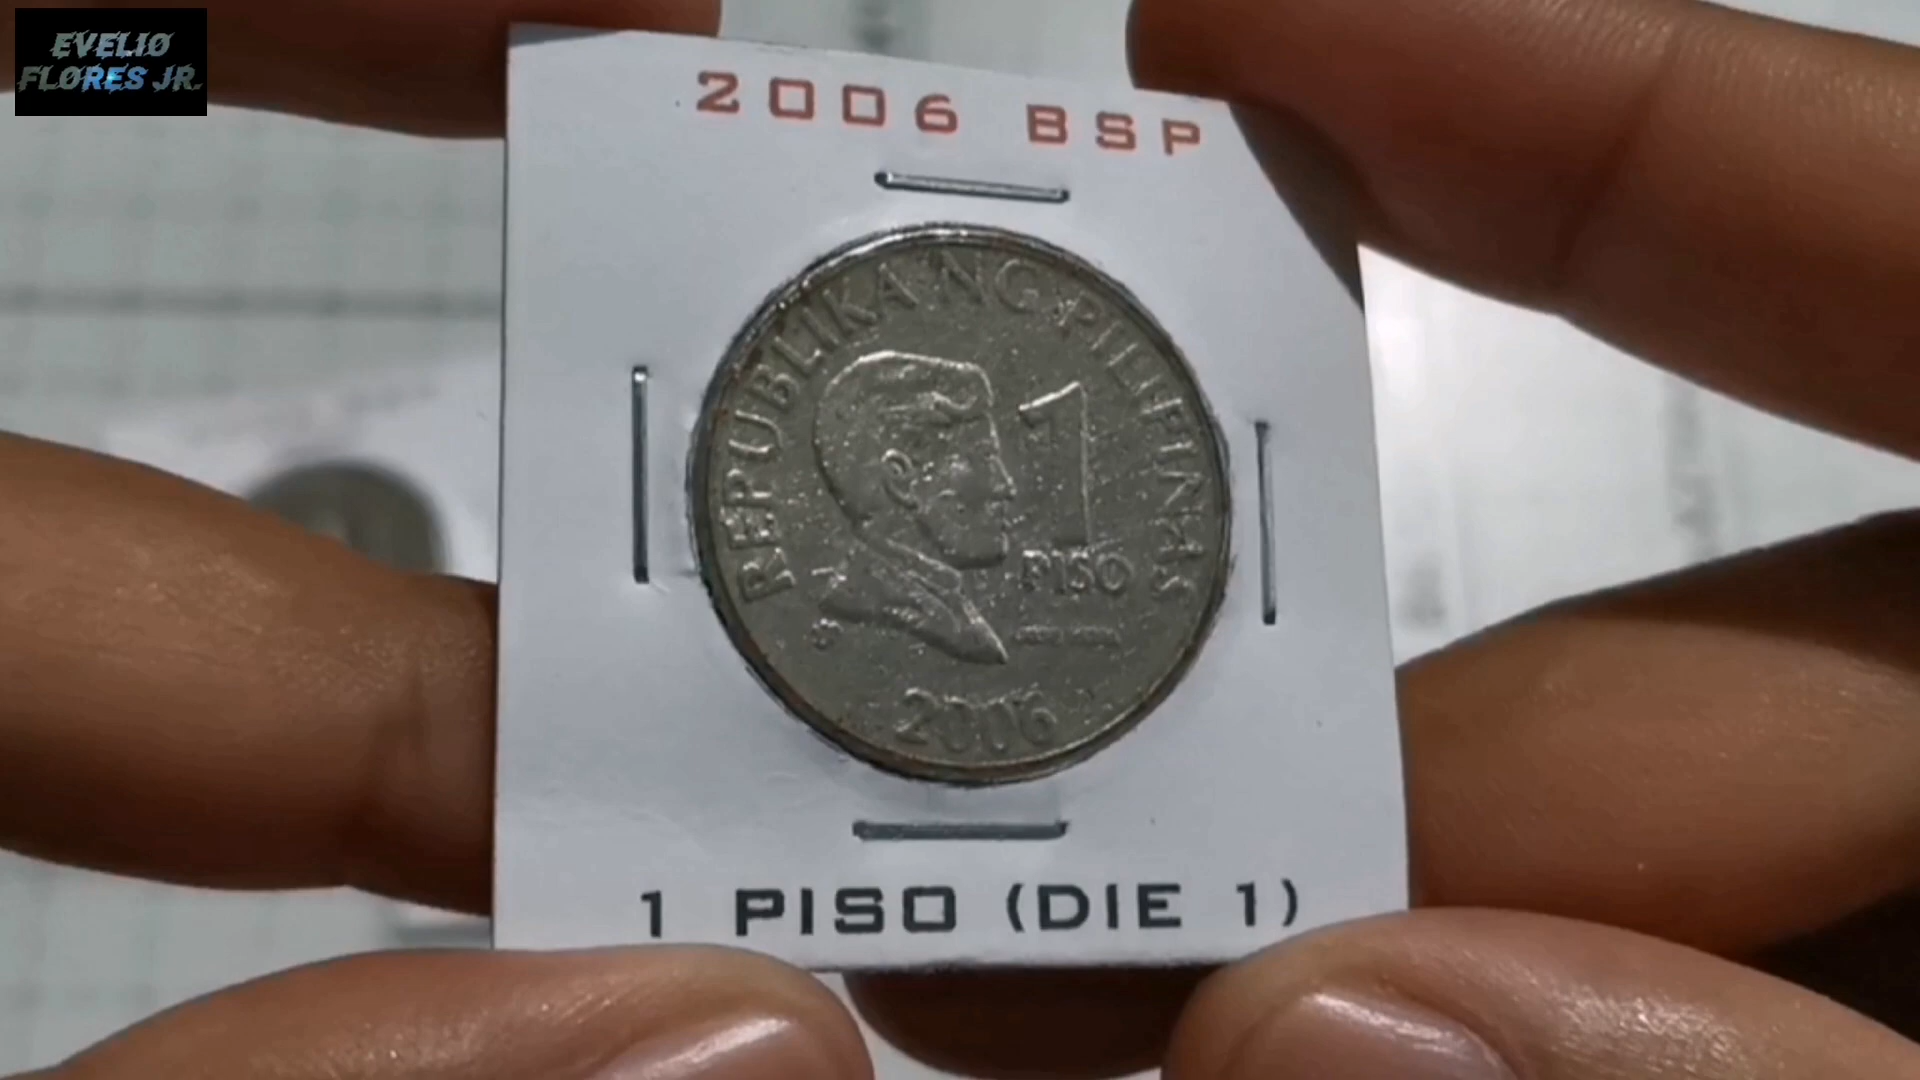 EVELIO
FLORES JR.
2006 BSP
REPUBLIKA NG PILIPINAS
1
PISO
2006
1 PISO (DIE 1)